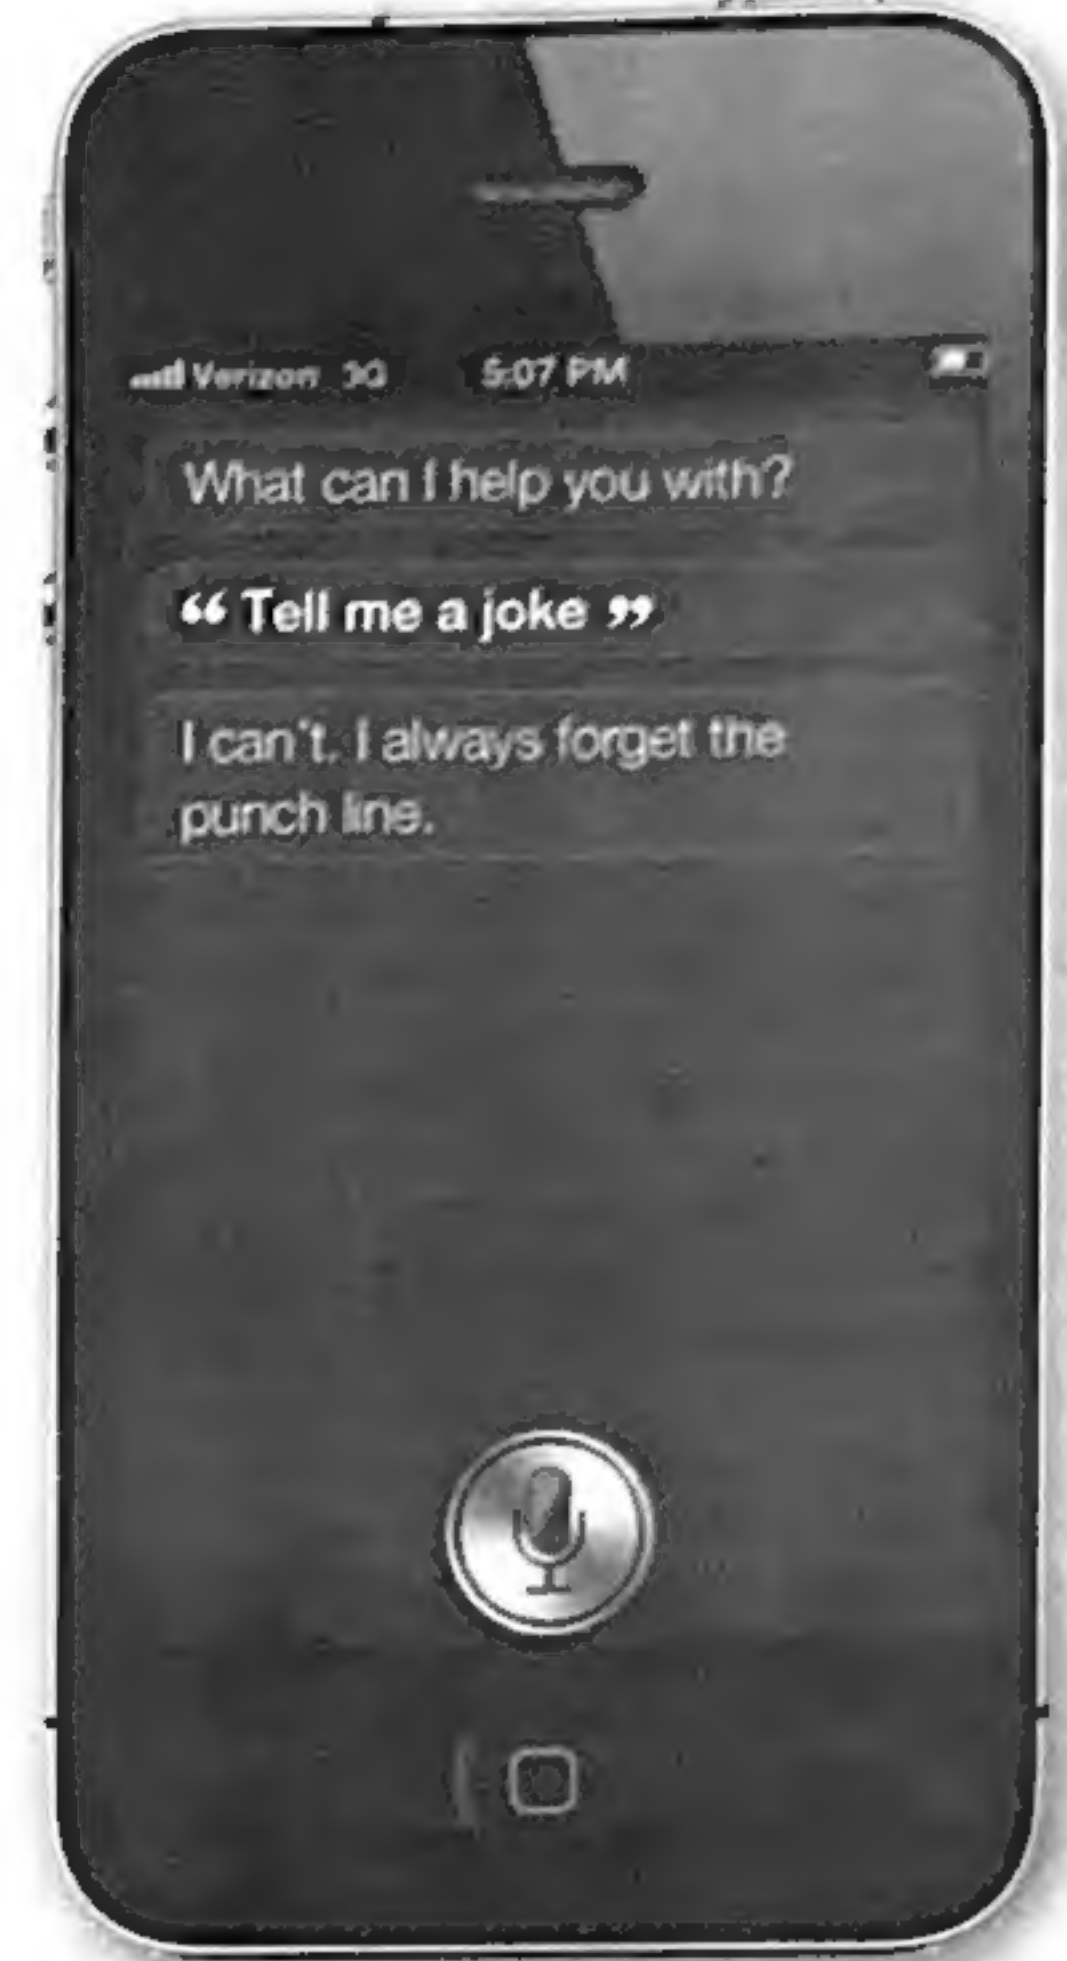 Verizon 3G 5:07 PM
What can I help you with?
“ Tell me a joke ”
I can't. I always forget the
punch line.